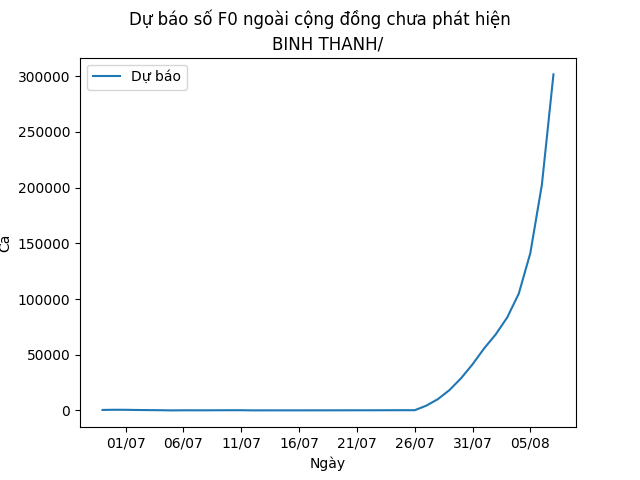 Dự báo số F0 ngoài cộng đồng chưa phát hiện
BINH THANH/
Dự báo
300000
250000
200000
150000
100000
50000
0
Ca
01/07 06/07 11/07 16/07 21/07 26/07 31/07 05/08
Ngày